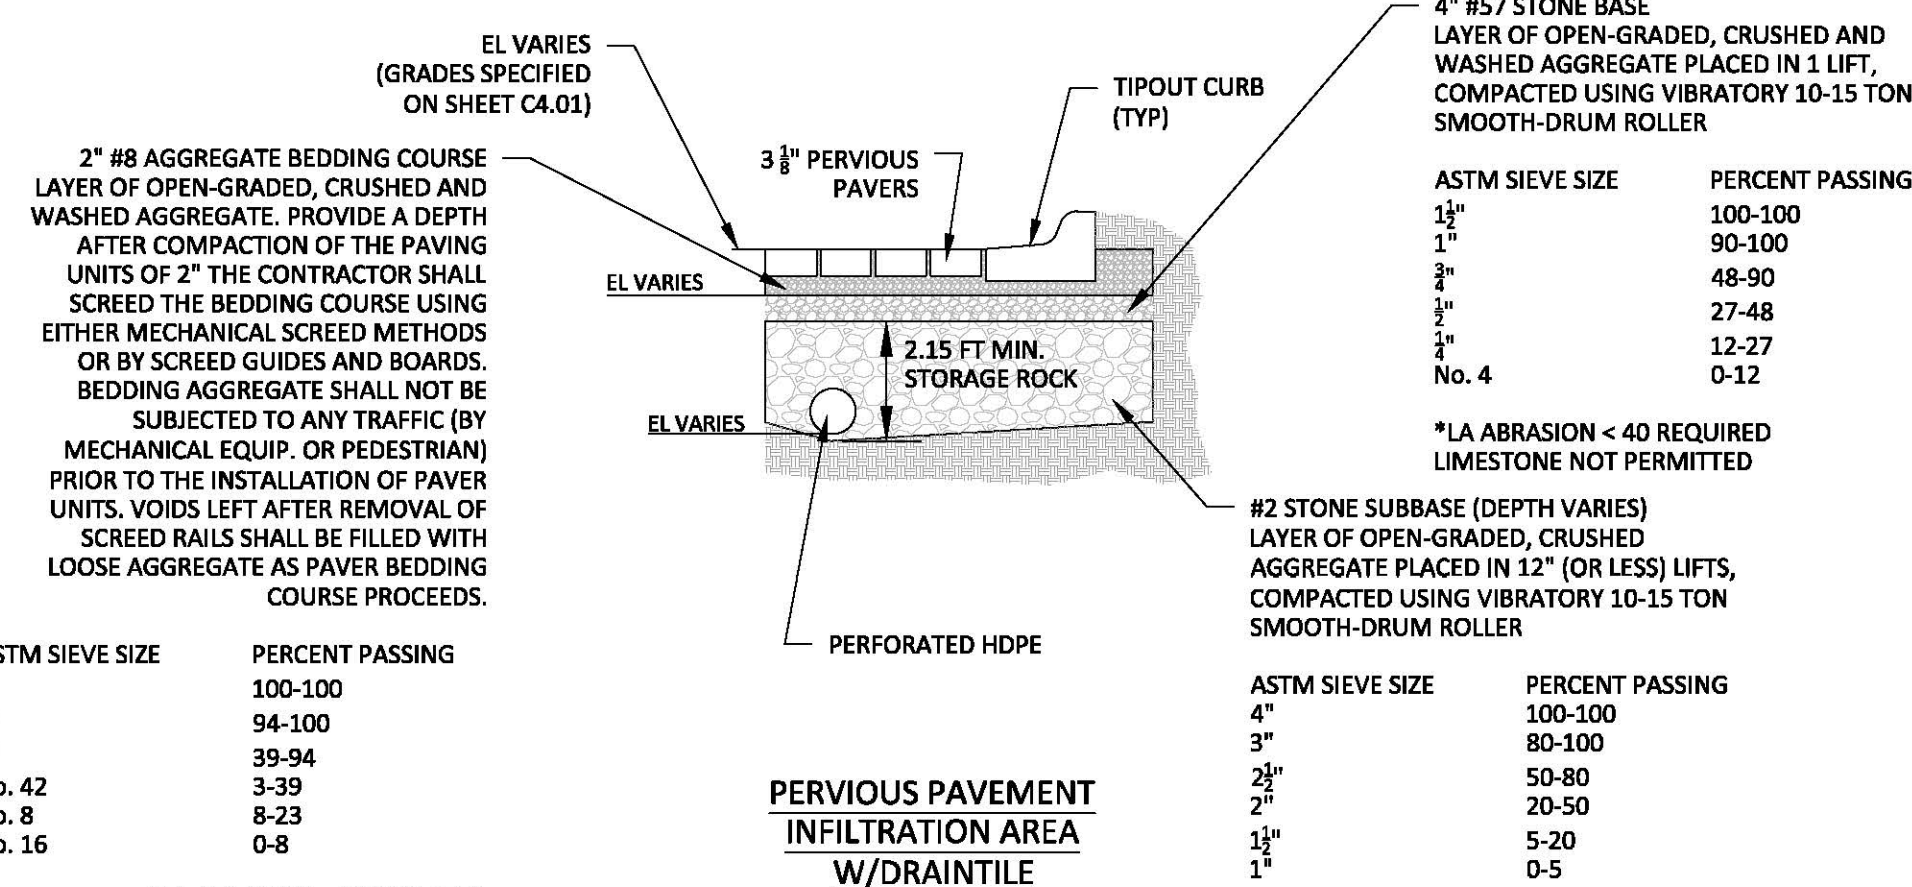 EL VARIES
(GRADES SPECIFIED
ON SHEET C4.01)
2" #8 AGGREGATE BEDDING COURSE
LAYER OF OPEN-GRADED, CRUSHED AND
WASHED AGGREGATE. PROVIDE A DEPTH
AFTER COMPACTION OF THE PAVING
UNITS OF 2" THE CONTRACTOR SHALL
SCREED THE BEDDING COURSE USING
EITHER MECHANICAL SCREED METHODS
OR BY SCREED GUIDES AND BOARDS.
BEDDING AGGREGATE SHALL NOT BE
SUBJECTED TO ANY TRAFFIC (BY
MECHANICAL EQUIP. OR PEDESTRIAN)
PRIOR TO THE INSTALLATION OF PAVER
UNITS. VOIDS LEFT AFTER REMOVAL OF
SCREED RAILS SHALL BE FILLED WITH
LOOSE AGGREGATE AS PAVER BEDDING
COURSE PROCEEDS.
STM SIEVE SIZE PERCENT PASSING
100-100
94-100
39-94
o. 42 3-39
o. 8 8-23
o. 16 0-8
3 1/8" PERVIOUS
PAVERS
TIPOUT CURB
(TYP)
EL VARIES
2.15 FT MIN.
STORAGE ROCK
EL VARIES
PERFORATED HDPE
PERVIOUS PAVEMENT
INFILTRATION AREA
W/DRAINTILE
4" #57 STONE BASE
LAYER OF OPEN-GRADED, CRUSHED AND
WASHED AGGREGATE PLACED IN 1 LIFT,
COMPACTED USING VIBRATORY 10-15 TON
SMOOTH-DRUM ROLLER
ASTM SIEVE SIZE PERCENT PASSING
1 1/2" 100-100
1" 90-100
3/4" 48-90
1/2" 27-48
1/4" 12-27
No. 4 0-12
*LA ABRASION < 40 REQUIRED
LIMESTONE NOT PERMITTED
#2 STONE SUBBASE (DEPTH VARIES)
LAYER OF OPEN-GRADED, CRUSHED
AGGREGATE PLACED IN 12" (OR LESS) LIFTS,
COMPACTED USING VIBRATORY 10-15 TON
SMOOTH-DRUM ROLLER
ASTM SIEVE SIZE PERCENT PASSING
4" 100-100
3" 80-100
2 1/2" 50-80
2" 20-50
1 1/2" 5-20
1" 0-5